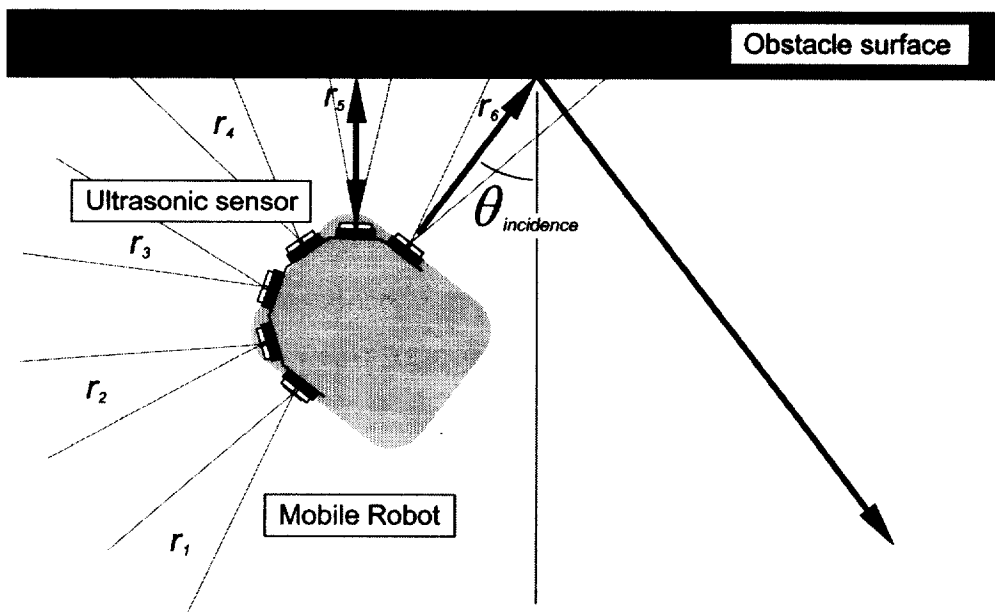 Obstacle surface
r5
r6
r4
Ultrasonic sensor
θincidence
r3
r2
Mobile Robot
r1